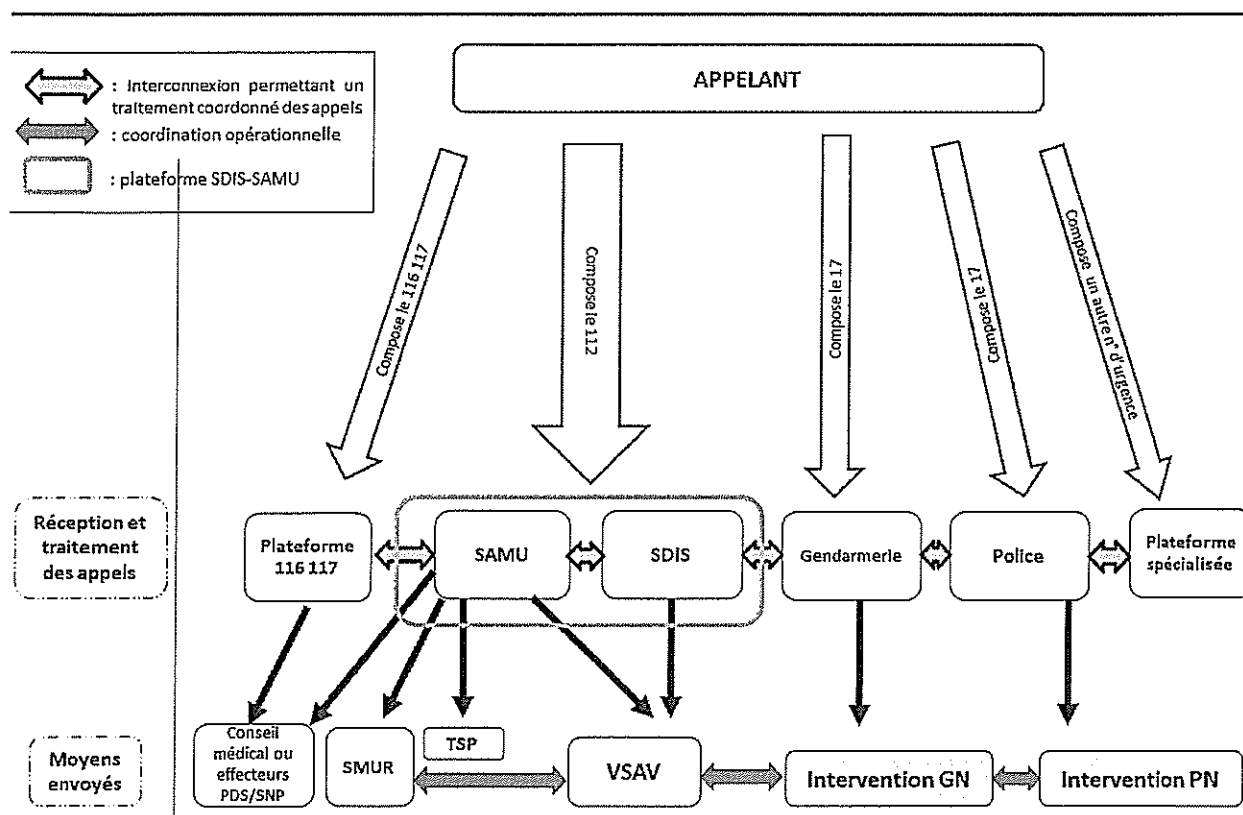 : Interconnexion permettant un
traitement coordonné des appels
: coordination opérationnelle
: plateforme SDIS-SAMU
APPELANT
Compose le 116 117
Compose le 112
Compose le 17
Compose le 17
Compose un autre n° d'urgence
Réception et
traitement
des appels
Plateforme
116 117
SAMU
SDIS
Gendarmerie
Police
Plateforme
spécialisée
Moyens
envoyés
Conseil
médical ou
effecteurs
PDS/SNP
SMUR
TSP
VSAV
Intervention GN
Intervention PN